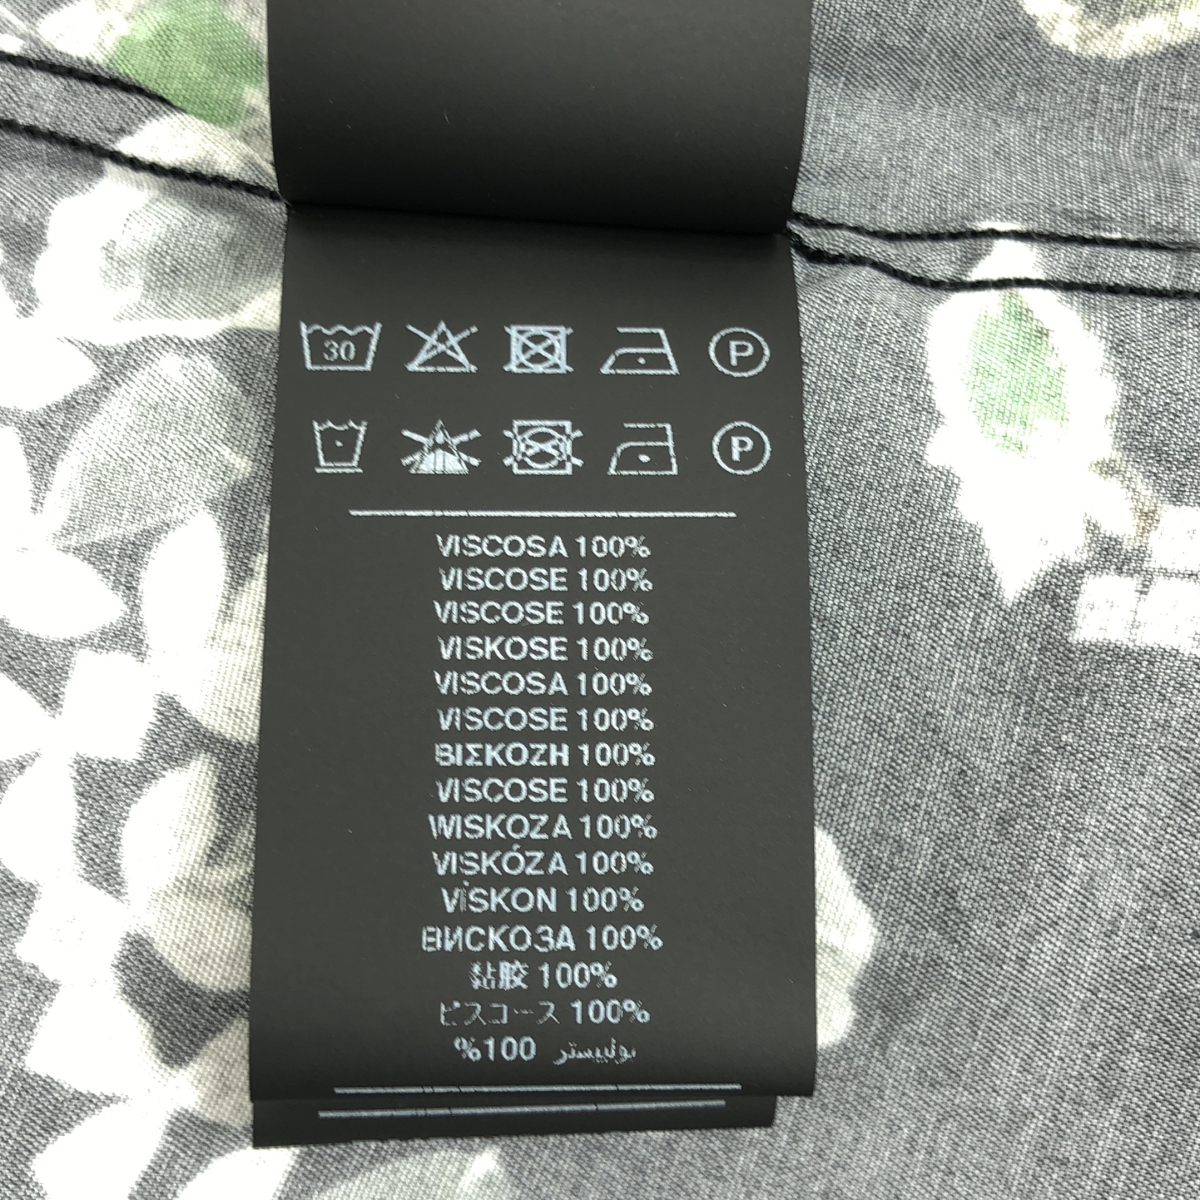 30 P
P
VISCOSA 100%
VISCOSE 100%
VISCOSE 100%
VISKOSE 100%
VISCOSA 100%
VISCOSE 100%
ΒΙΣΚΟΖΗ 100%
VISCOSE 100%
WISKOZA 100%
VISKÓZA 100%
VİSKON 100%
ВИСКОЗА 100%
黏胶 100%
ビスコース 100%
%100 بوليستر